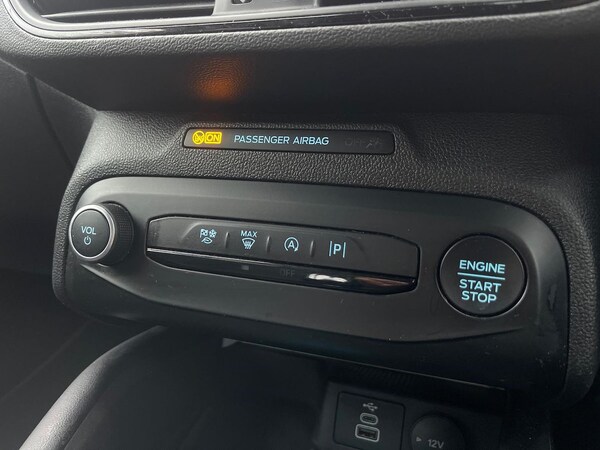 ON PASSENGER AIRBAG
VOL
MAX
A
P
ENGINE
START
STOP
12V